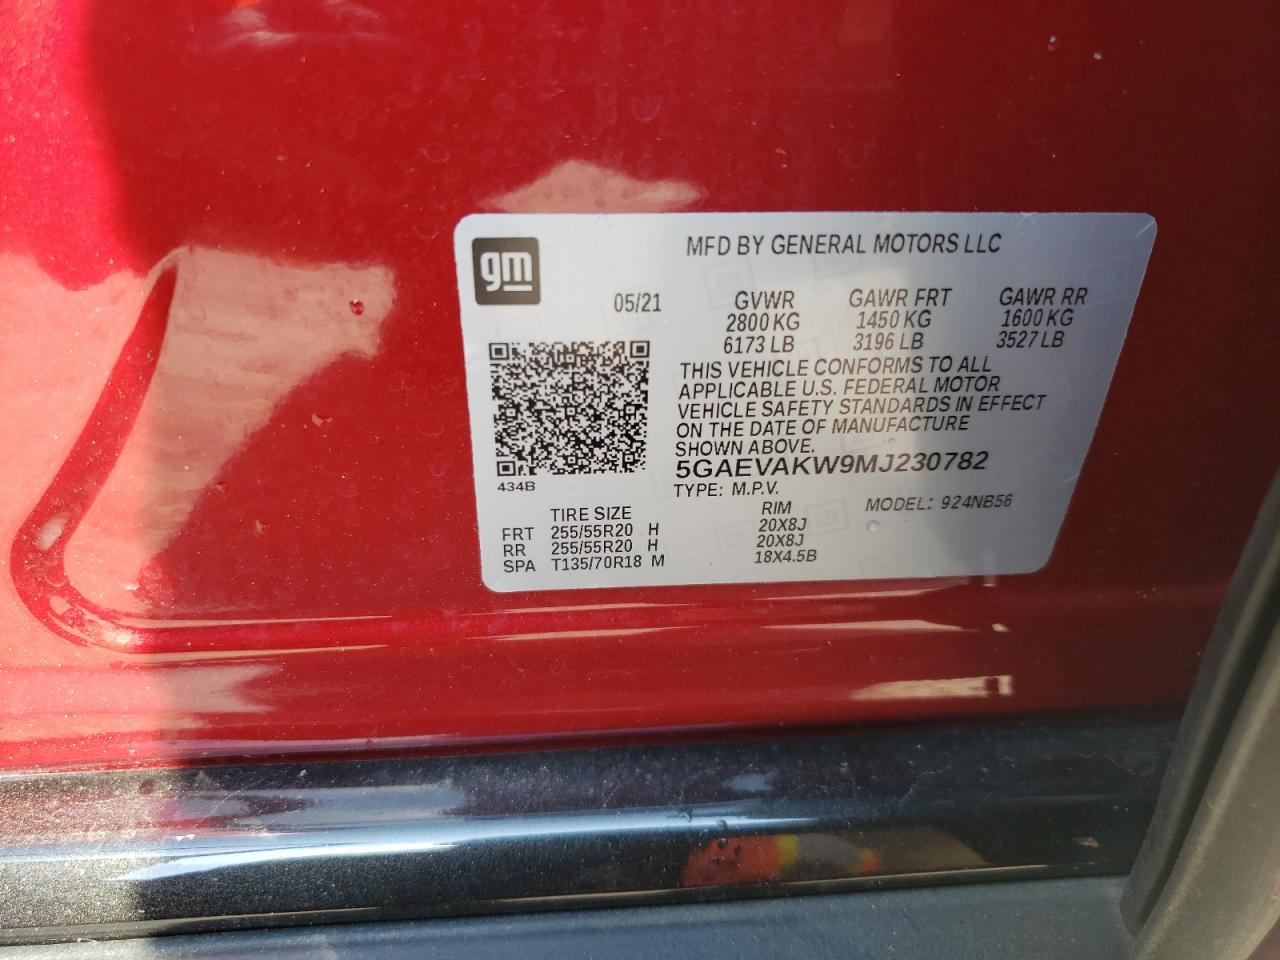 gm
MFD BY GENERAL MOTORS LLC
05/21 GVWR GAWR FRT GAWR RR
2800 KG 1450 KG 1600 KG
6173 LB 3196 LB 3527 LB
THIS VEHICLE CONFORMS TO ALL
APPLICABLE U.S. FEDERAL MOTOR
VEHICLE SAFETY STANDARDS IN EFFECT
ON THE DATE OF MANUFACTURE
SHOWN ABOVE.
5GAEVAKW9MJ230782
434B
TYPE: M.P.V. MODEL: 924NB56
TIRE SIZE RIM
FRT 255/55R20 H 20X8J
RR 255/55R20 H 20X8J
SPA T135/70R18 M 18X4.5B